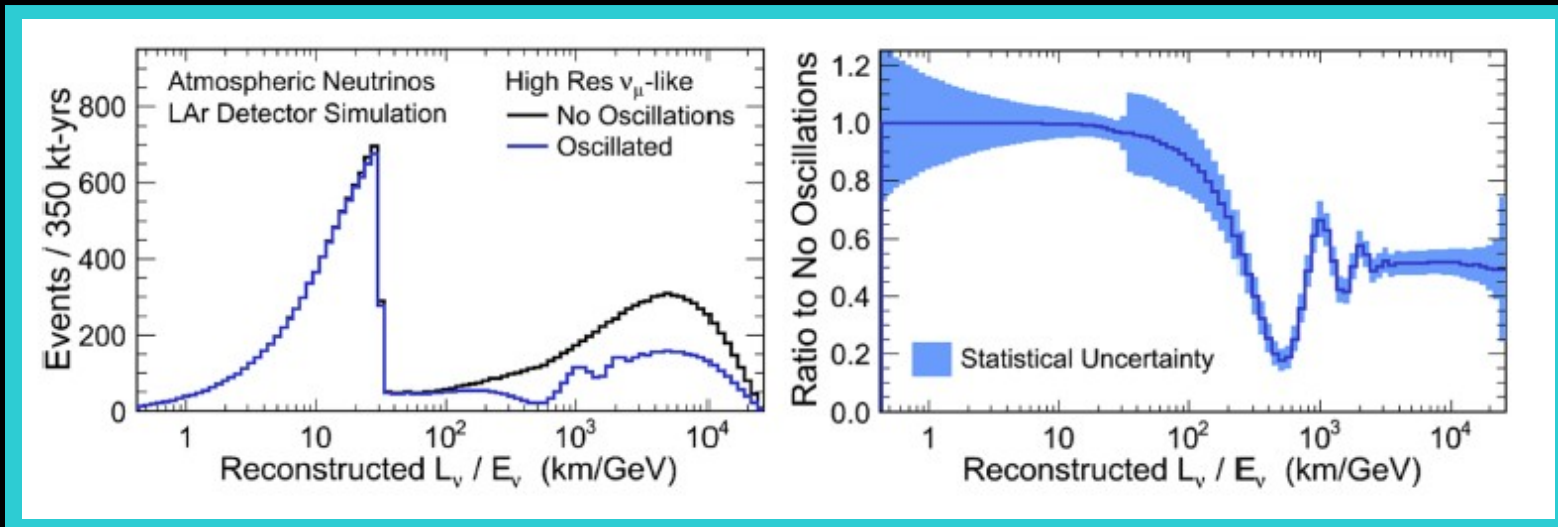 Atmospheric Neutrinos
LAr Detector Simulation
High Res νμ-like
No Oscillations
Oscillated
Events / 350 kt-yrs
800
600
400
200
0
1 10 10² 10³ 10⁴
Reconstructed Lν / Eν (km/GeV)
Ratio to No Oscillations
1.2
1.0
0.8
0.6
0.4
0.2
0.0
Statistical Uncertainty
1 10 10² 10³ 10⁴
Reconstructed Lν / Eν (km/GeV)